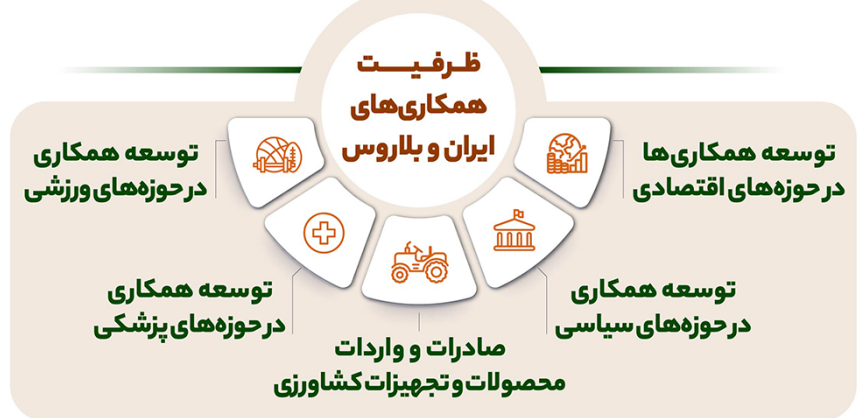 ظرفیت
همکاری‌های
ایران و بلاروس
توسعه همکاری‌ها
در حوزه‌های اقتصادی
توسعه همکاری
در حوزه‌های سیاسی
صادرات و واردات
محصولات و تجهیزات کشاورزی
توسعه همکاری
در حوزه‌های پزشکی
توسعه همکاری
در حوزه‌های ورزشی